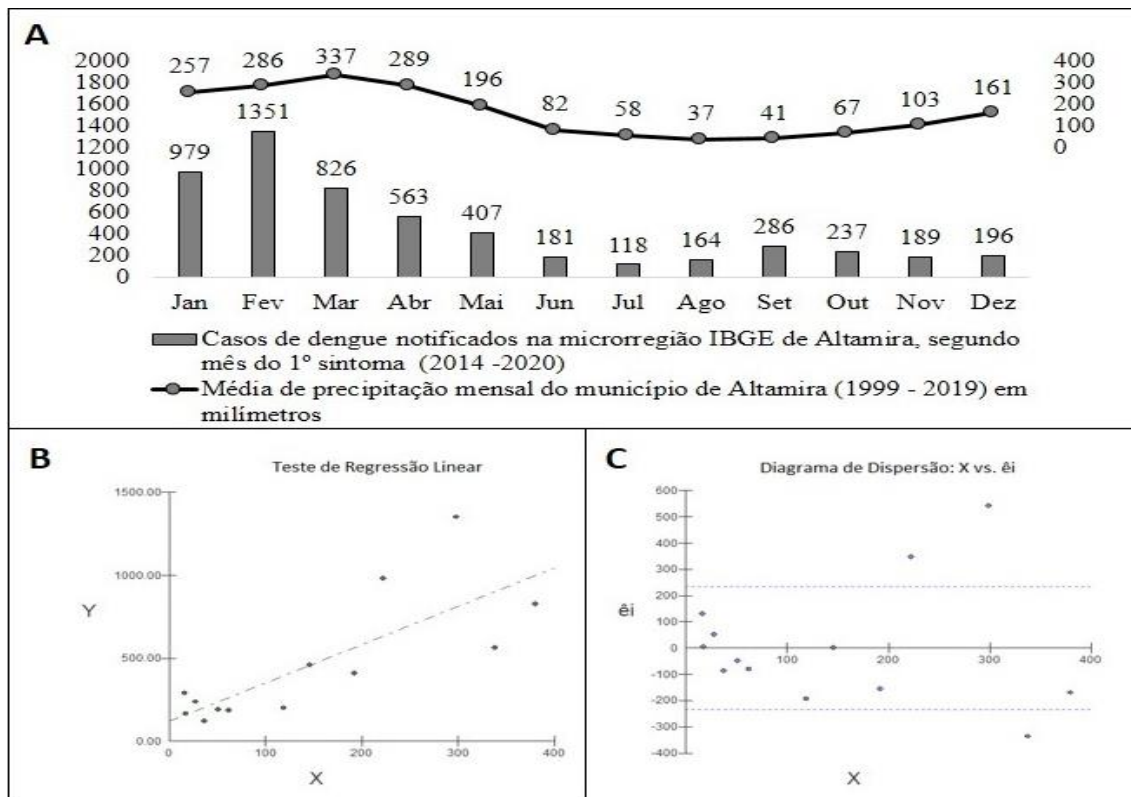 A
2000
1800
1600
1400
1200
1000
800
600
400
200
0
257 286 337 289 196 82 58 37 41 67 103 161
400
300
200
100
0
979 1351 826 563 407 181 118 164 286 237 189 196
Jan Fev Mar Abr Mai Jun Jul Ago Set Out Nov Dez
Casos de dengue notificados na microrregião IBGE de Altamira, segundo
mês do 1º sintoma (2014 -2020)
Média de precipitação mensal do município de Altamira (1999 - 2019) em
milímetros
B
Teste de Regressão Linear
1500.00
1000.00
Y
500.00
0.00
0 100 200 300 400
X
C
Diagrama de Dispersão: X vs. êi
600
500
400
300
200
êi
100
0
100 200 300 400
-100
-200
-300
-400
X